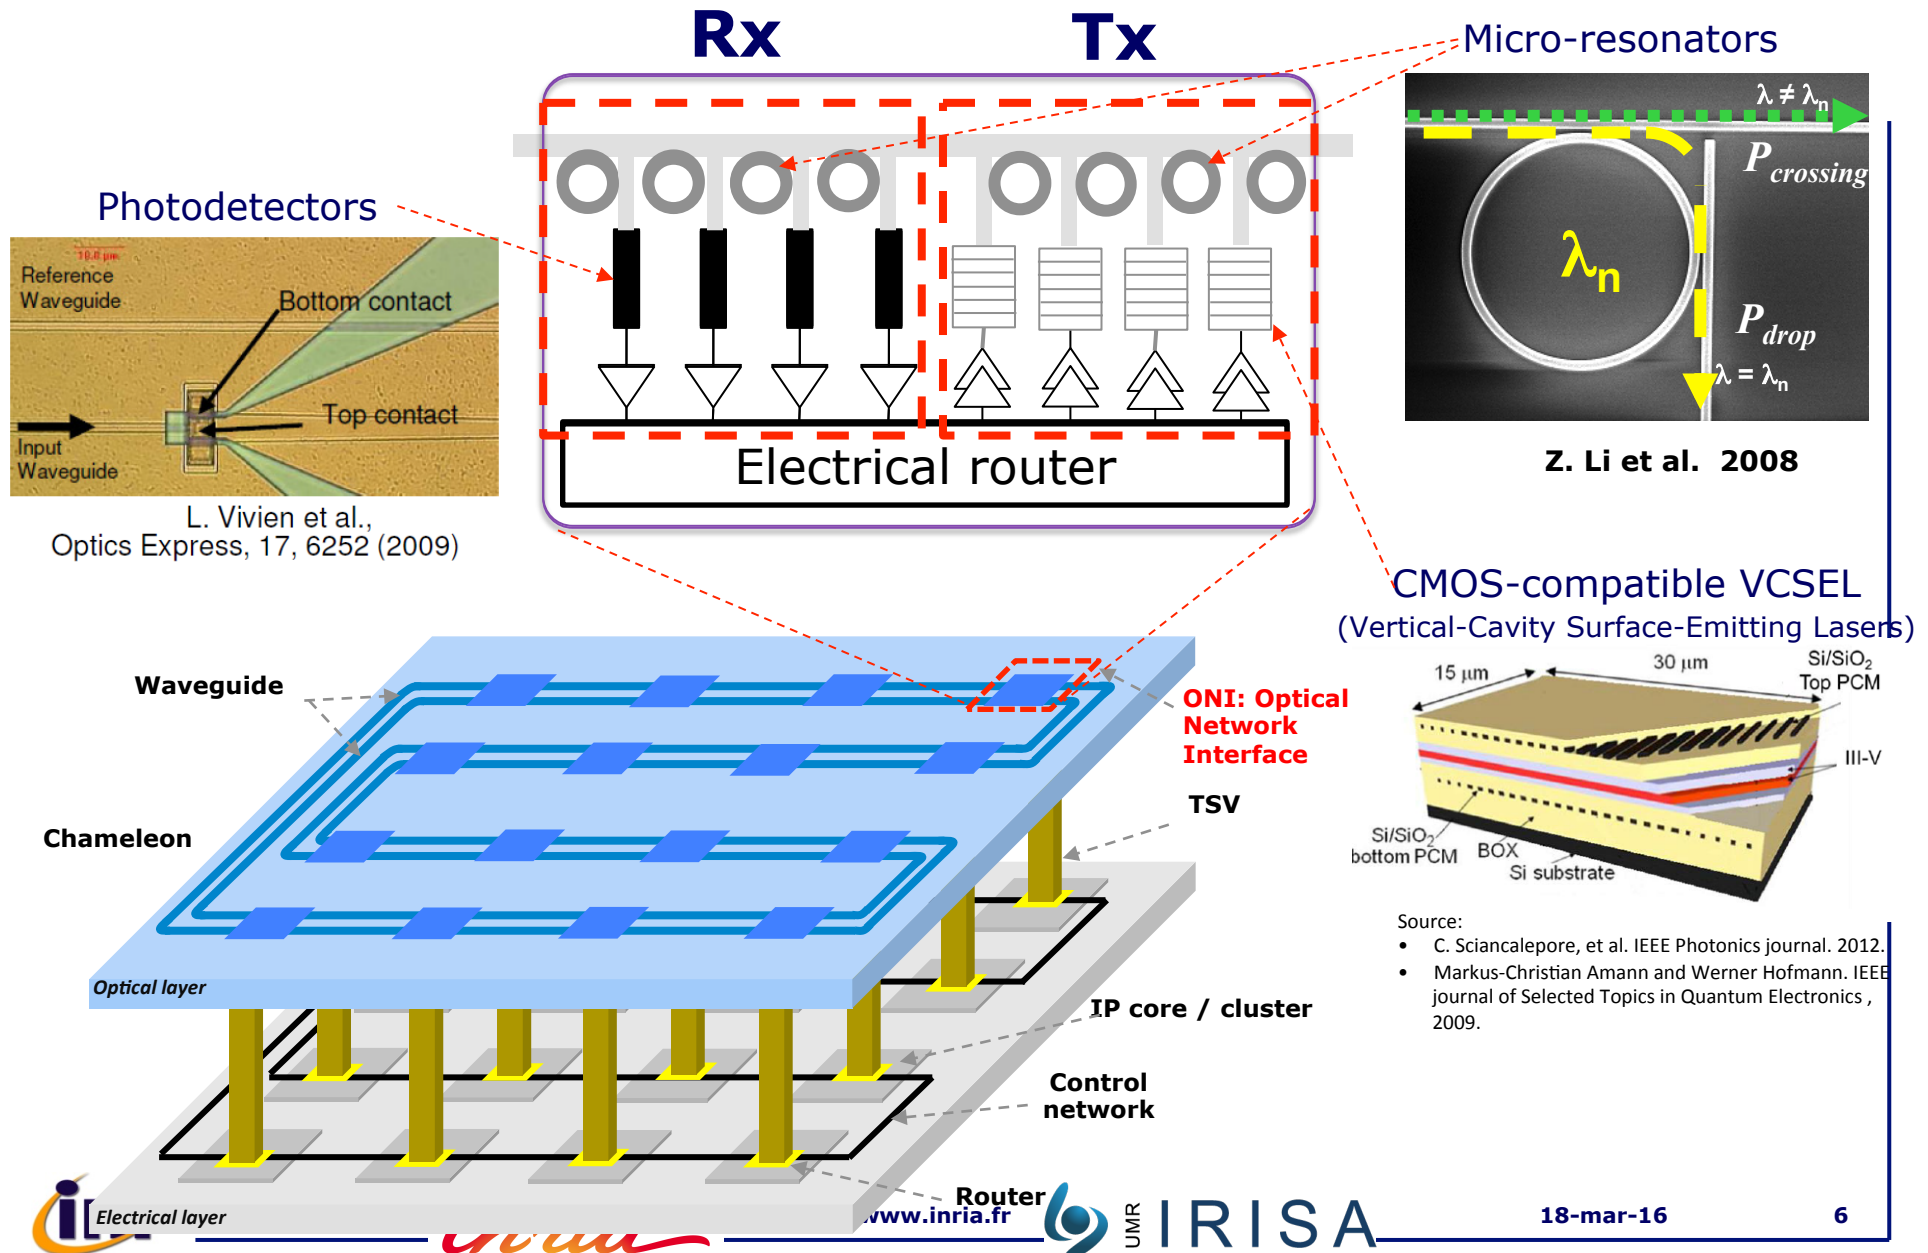 Rx
Tx
Micro-resonators
λ ≠ λn
Pcrossing
λn
Pdrop
λ = λn
Z. Li et al. 2008
Photodetectors
10.0 µm
Reference
Waveguide
Bottom contact
Top contact
Input
Waveguide
L. Vivien et al.,
Optics Express, 17, 6252 (2009)
Electrical router
CMOS-compatible VCSEL
(Vertical-Cavity Surface-Emitting Lasers)
15 µm
30 µm
Si/SiO2
Top PCM
III-V
Si/SiO2
bottom PCM
BOX
Si substrate
Source:
• C. Sciancalepore, et al. IEEE Photonics journal. 2012.
• Markus-Christian Amann and Werner Hofmann. IEEE
journal of Selected Topics in Quantum Electronics ,
2009.
Waveguide
ONI: Optical
Network
Interface
TSV
Chameleon
Optical layer
IP core / cluster
Control
network
Router
Electrical layer
www.inria.fr
UMR
IRISA
18-mar-16
6